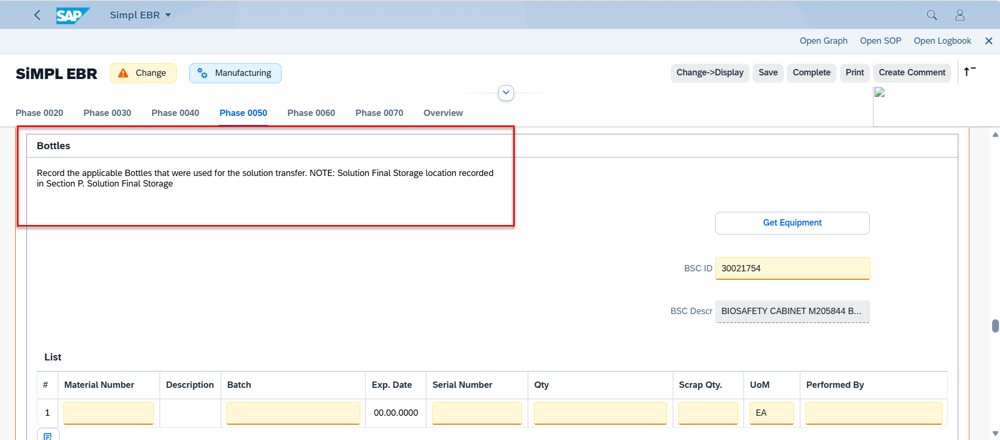 SAP Simpl EBR
Open Graph Open SOP Open Logbook
SiMPL EBR Change Manufacturing Change->Display Save Complete Print Create Comment
Phase 0020 Phase 0030 Phase 0040 Phase 0050 Phase 0060 Phase 0070 Overview
Bottles
Record the applicable Bottles that were used for the solution transfer. NOTE: Solution Final Storage location recorded
in Section P. Solution Final Storage
Get Equipment
BSC ID 30021754
BSC Descr BIOSAFETY CABINET M205844 B...
List
# Material Number Description Batch Exp. Date Serial Number Qty Scrap Qty. UoM Performed By
1 00.00.0000 EA